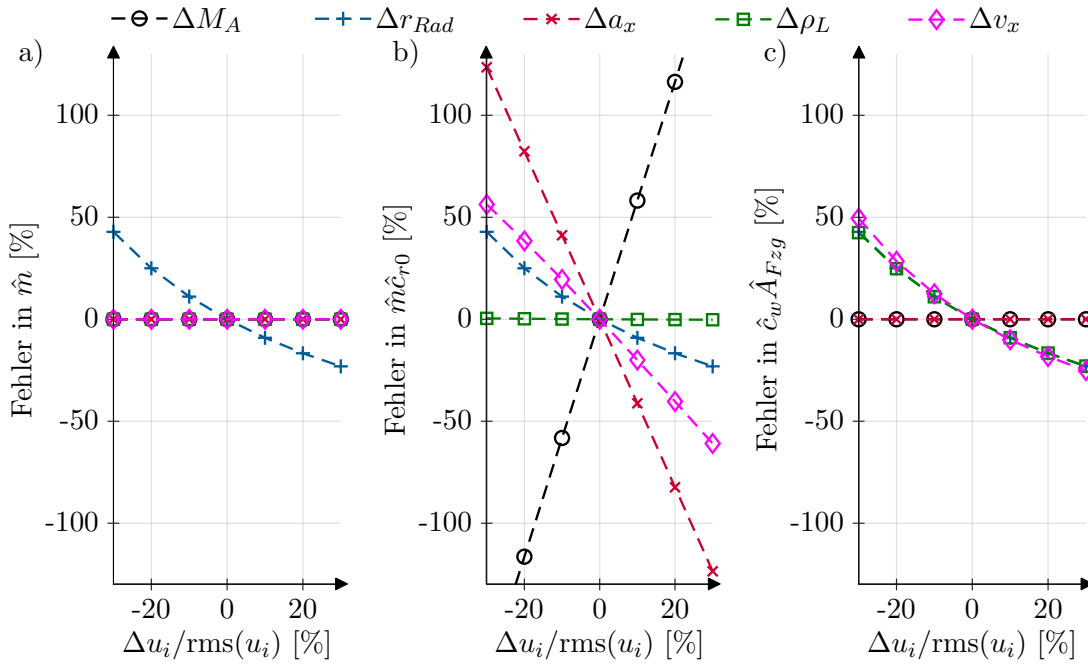 ΔM_A Δr_Rad Δa_x Δρ_L Δv_x
a) b) c)
Fehler in m̂ [%]
100
50
0
-50
-100
-20 0 20
Δu_i/rms(u_i) [%]
Fehler in m̂ĉ_r0 [%]
100
50
0
-50
-100
-20 0 20
Δu_i/rms(u_i) [%]
Fehler in ĉ_w Â_Fzg [%]
100
50
0
-50
-100
-20 0 20
Δu_i/rms(u_i) [%]